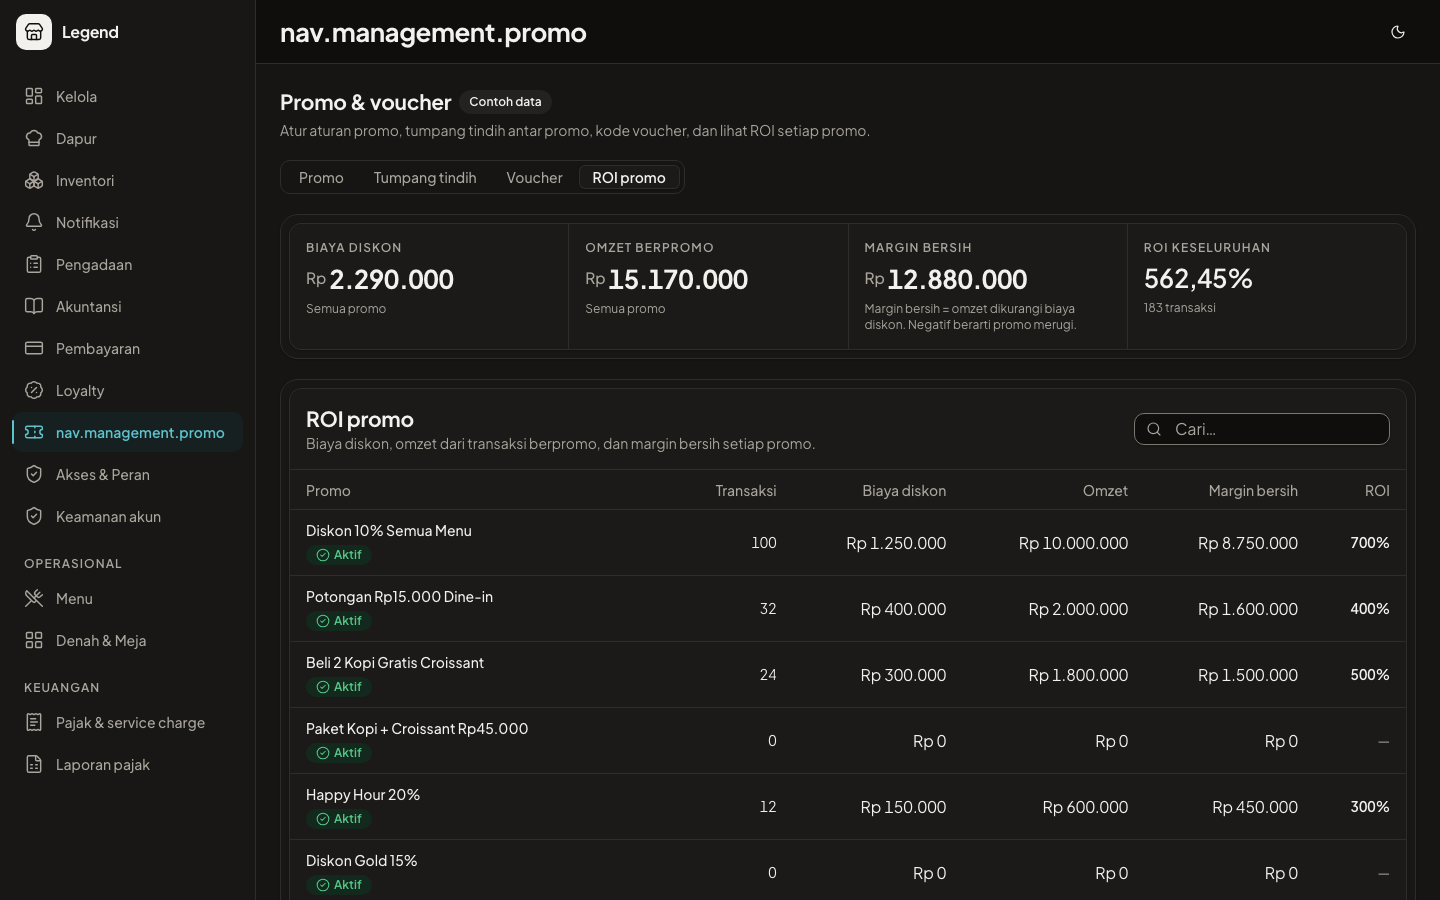 Legend
nav.management.promo
Kelola
Dapur
Inventori
Notifikasi
Pengadaan
Akuntansi
Pembayaran
Loyalty
nav.management.promo
Akses & Peran
Keamanan akun
OPERASIONAL
Menu
Denah & Meja
KEUANGAN
Pajak & service charge
Laporan pajak
Promo & voucher Contoh data
Atur aturan promo, tumpang tindih antar promo, kode voucher, dan lihat ROI setiap promo.
Promo Tumpang tindih Voucher ROI promo
BIAYA DISKON
Rp 2.290.000
Semua promo
OMZET BERPROMO
Rp 15.170.000
Semua promo
MARGIN BERSIH
Rp 12.880.000
Margin bersih = omzet dikurangi biaya
diskon. Negatif berarti promo merugi.
ROI KESELURUHAN
562,45%
183 transaksi
ROI promo
Biaya diskon, omzet dari transaksi berpromo, dan margin bersih setiap promo.
Cari...
Promo Transaksi Biaya diskon Omzet Margin bersih ROI
Diskon 10% Semua Menu
Aktif
100 Rp 1.250.000 Rp 10.000.000 Rp 8.750.000 700%
Potongan Rp15.000 Dine-in
Aktif
32 Rp 400.000 Rp 2.000.000 Rp 1.600.000 400%
Beli 2 Kopi Gratis Croissant
Aktif
24 Rp 300.000 Rp 1.800.000 Rp 1.500.000 500%
Paket Kopi + Croissant Rp45.000
Aktif
0 Rp 0 Rp 0 Rp 0 —
Happy Hour 20%
Aktif
12 Rp 150.000 Rp 600.000 Rp 450.000 300%
Diskon Gold 15%
Aktif
0 Rp 0 Rp 0 Rp 0 —